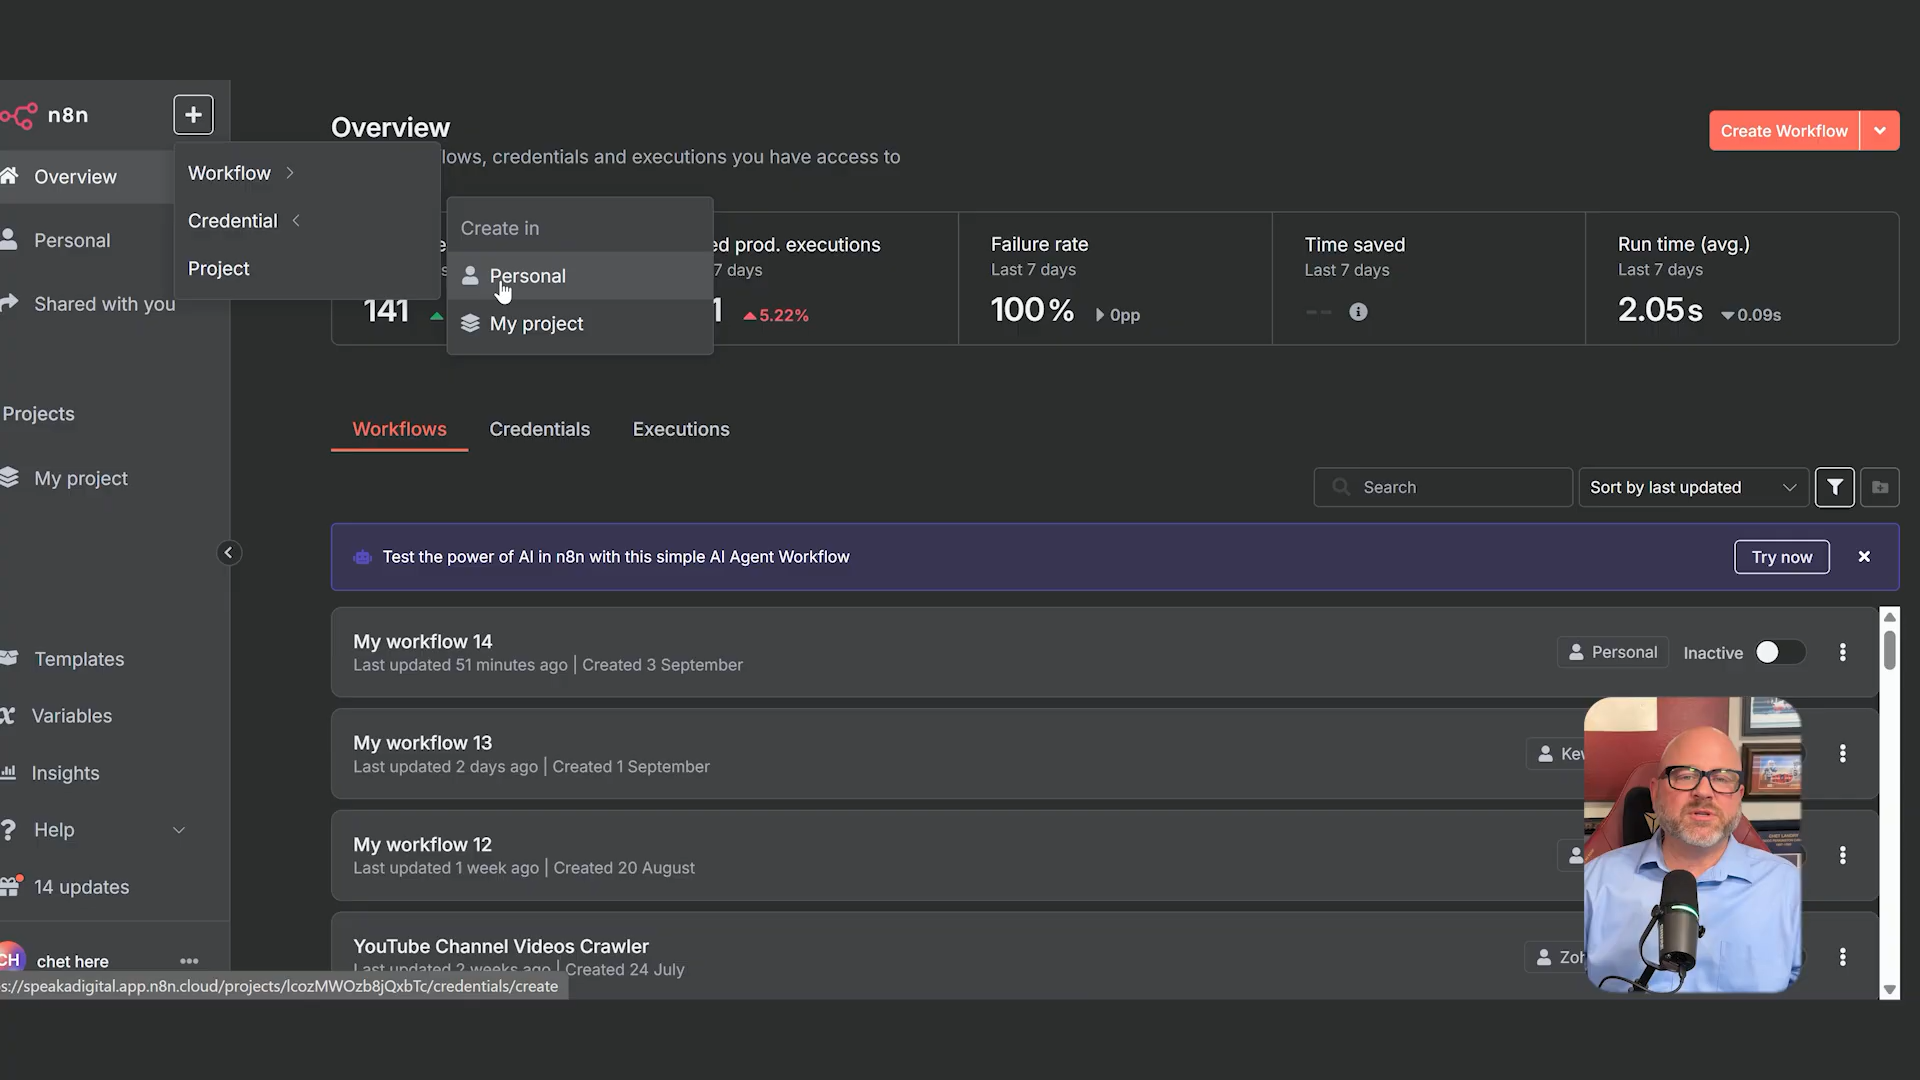 n8n
Overview
Personal
Shared with you
Projects
My project
Templates
Variables
Insights
Help
14 updates
CH
chet here
Workflow
Credential
Project
Create in
Personal
My project
Overview
credentials and executions you have access to
Create Workflow
141
prod. executions
7 days
5.22%
Failure rate
Last 7 days
100%
0pp
Time saved
Last 7 days
--
Run time (avg.)
Last 7 days
2.05s
0.09s
Workflows
Credentials
Executions
Search
Sort by last updated
Test the power of AI in n8n with this simple AI Agent Workflow
Try now
My workflow 14
Last updated 51 minutes ago | Created 3 September
Personal
Inactive
My workflow 13
Last updated 2 days ago | Created 1 September
My workflow 12
Last updated 1 week ago | Created 20 August
YouTube Channel Videos Crawler
Last updated 2 weeks ago | Created 24 July
s://speakadigital.app.n8n.cloud/projects/lcozMWOzb8jQxbTc/credentials/create